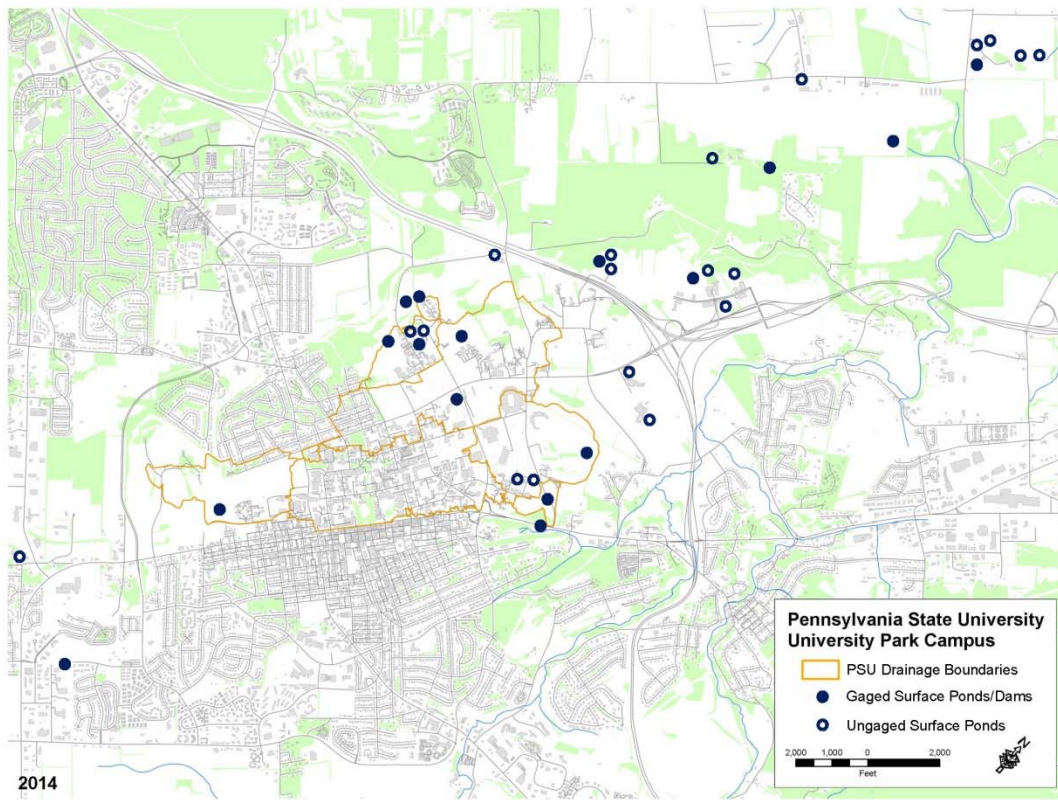 Pennsylvania State University
University Park Campus
PSU Drainage Boundaries
Gaged Surface Ponds/Dams
Ungaged Surface Ponds
2,000 1,000 0 2,000
Feet
N
2014